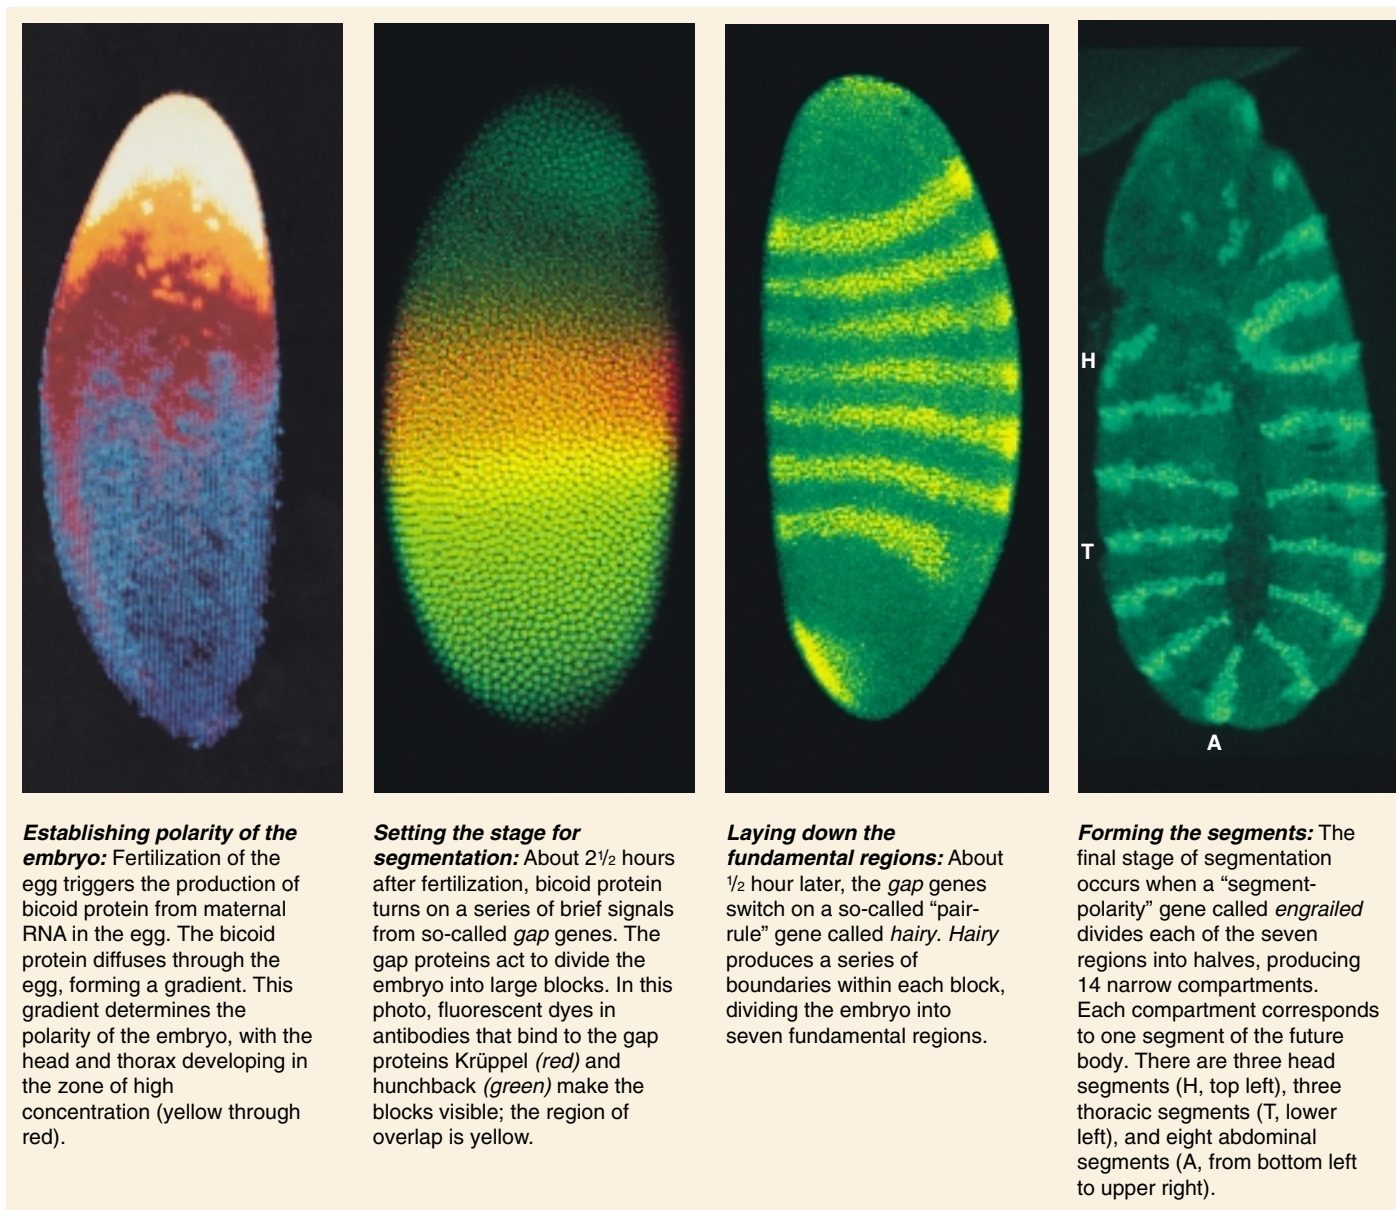 H
T
A
Establishing polarity of the
embryo: Fertilization of the
egg triggers the production of
bicoid protein from maternal
RNA in the egg. The bicoid
protein diffuses through the
egg, forming a gradient. This
gradient determines the
polarity of the embryo, with the
head and thorax developing in
the zone of high
concentration (yellow through
red).
Setting the stage for
segmentation: About 2 1/2 hours
after fertilization, bicoid protein
turns on a series of brief signals
from so-called gap genes. The
gap proteins act to divide the
embryo into large blocks. In this
photo, fluorescent dyes in
antibodies that bind to the gap
proteins Krüppel (red) and
hunchback (green) make the
blocks visible; the region of
overlap is yellow.
Laying down the
fundamental regions: About
1/2 hour later, the gap genes
switch on a so-called “pair-
rule” gene called hairy. Hairy
produces a series of
boundaries within each block,
dividing the embryo into
seven fundamental regions.
Forming the segments: The
final stage of segmentation
occurs when a “segment-
polarity” gene called engrailed
divides each of the seven
regions into halves, producing
14 narrow compartments.
Each compartment corresponds
to one segment of the future
body. There are three head
segments (H, top left), three
thoracic segments (T, lower
left), and eight abdominal
segments (A, from bottom left
to upper right).